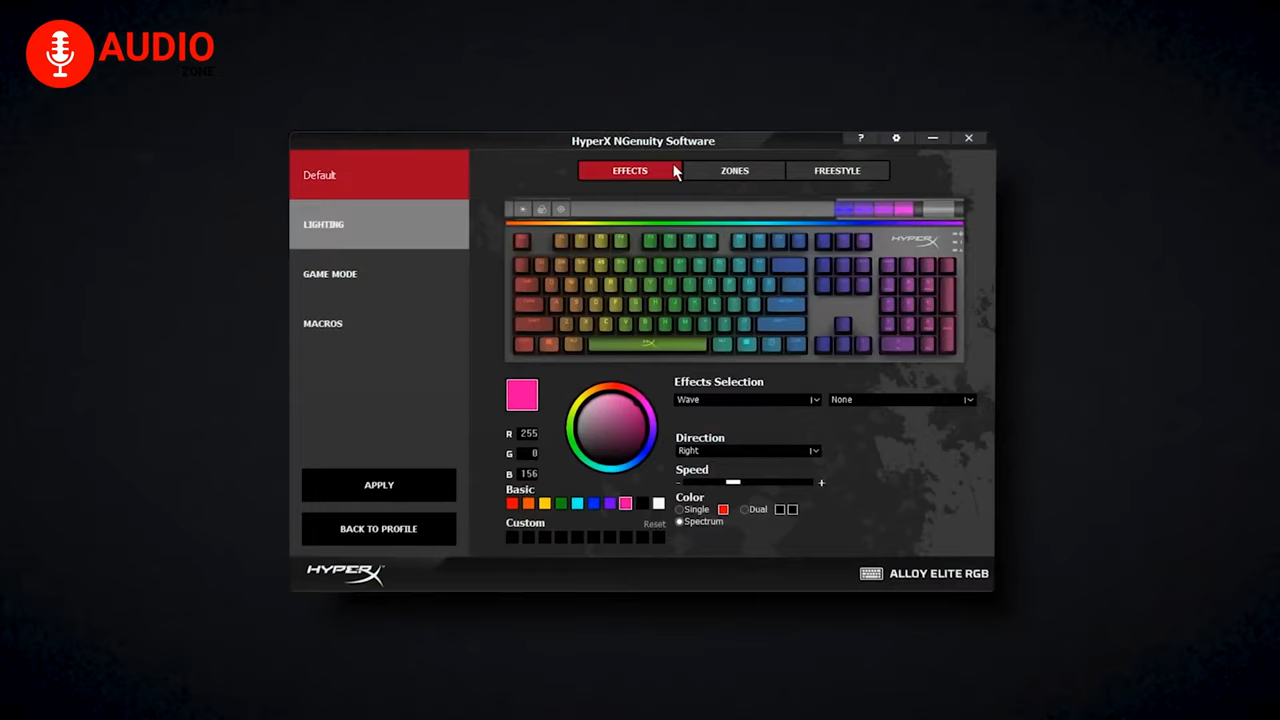 AUDIO
ZONE
HyperX NGenuity Software
?
Default
EFFECTS
ZONES
FREESTYLE
LIGHTING
HYPERX
GAME MODE
MACROS
Effects Selection
Wave
None
R 255
G 0
B 156
Direction
Right
Speed
- +
Basic
Color
Single
Dual
Spectrum
Custom
Reset
APPLY
BACK TO PROFILE
HYPERX
ALLOY ELITE RGB